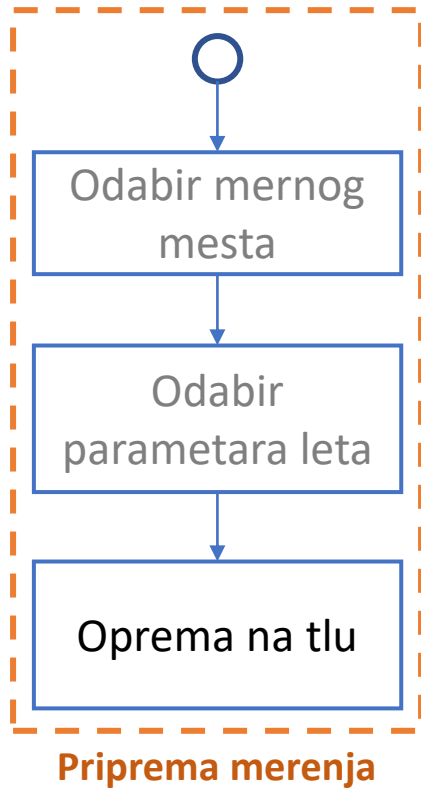 Odabir mernog
mesta
Odabir
parametara leta
Oprema na tlu
Priprema merenja